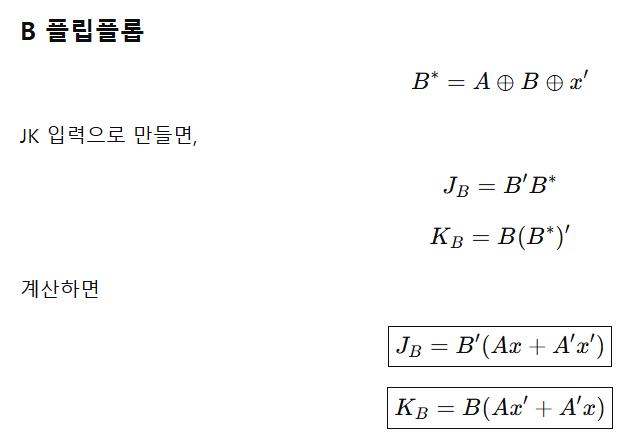 B 플립플롭
B* = A ⊕ B ⊕ x′
JK 입력으로 만들면,
J_B = B′B*
K_B = B(B*)′
계산하면
J_B = B′(Ax + A′x′)
K_B = B(Ax′ + A′x)